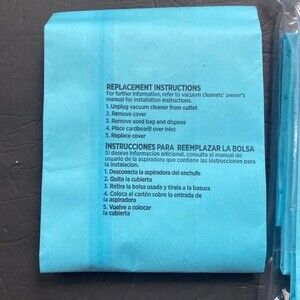 REPLACEMENT INSTRUCTIONS
For further information, refer to vacuum cleaners' owner's
manual for installation instructions.
1. Unplug vacuum cleaner from outlet
2. Remove cover
3. Remove used bag and dispose
4. Place cardboard over inlet
5. Replace cover
INSTRUCCIONES PARA REEMPLAZAR LA BOLSA
Si deseas informacion adicional, consulta el manual de
usuario de la aspiradora que contiene las instrucciones para
la instalacion.
1. Desconecta la aspiradora del enchufe
2. Quita la cubierta
3. Retira la bolsa usada y tirala a la basura
4. Coloca el cartón sobre la entrada de
la aspiradora
5. Vuelve a colocar
la cubierta